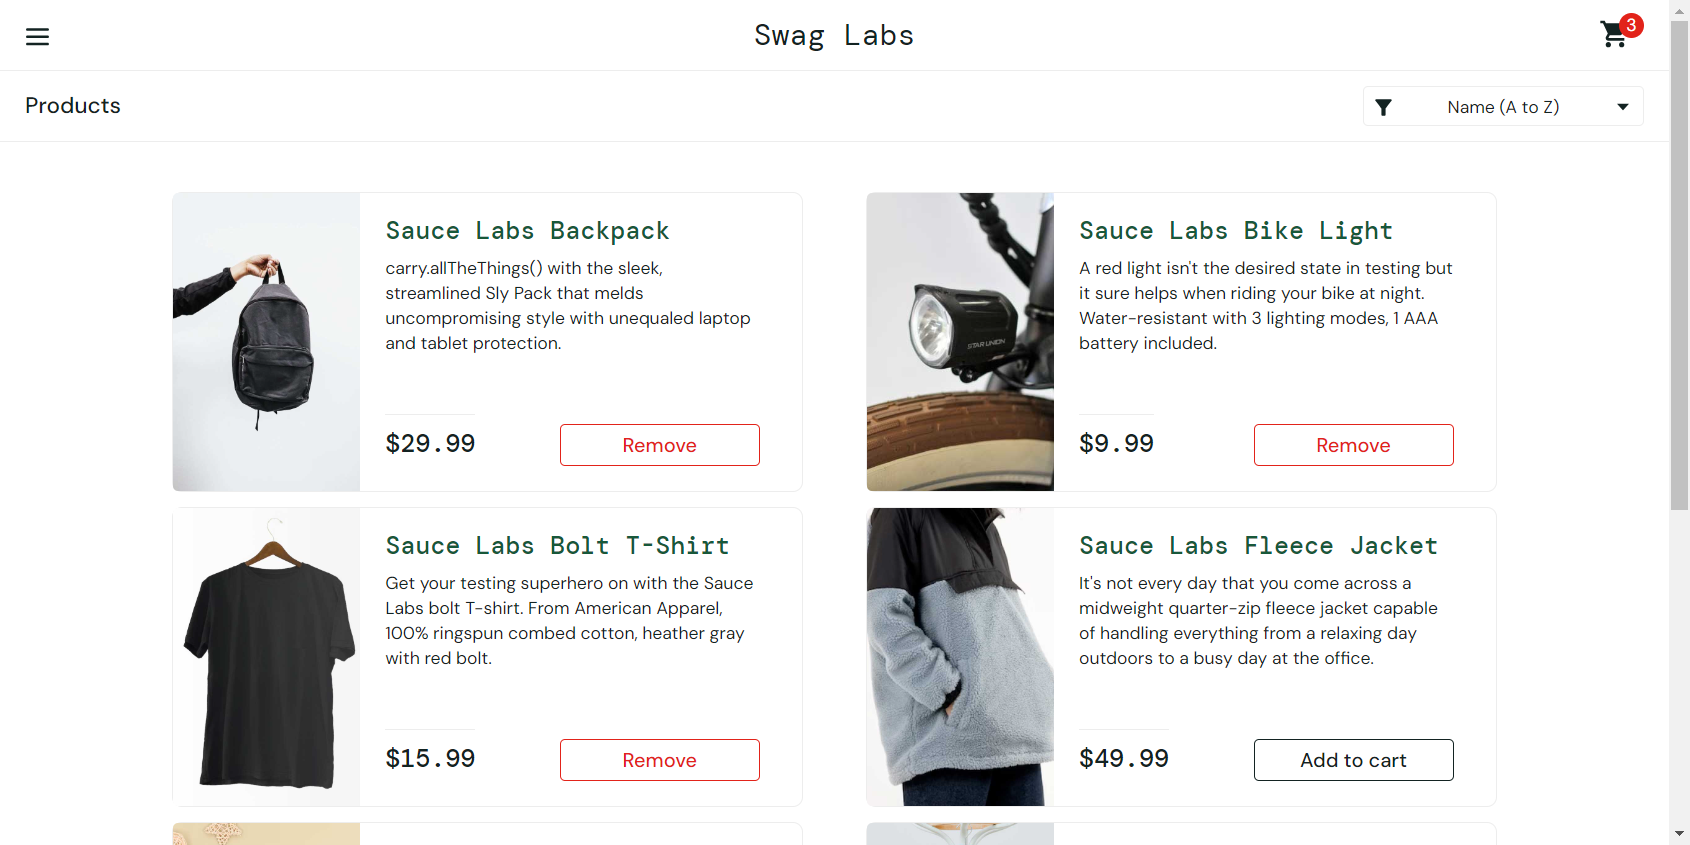 Swag Labs
3
Products
Name (A to Z)
Sauce Labs Backpack
carry.allTheThings() with the sleek,
streamlined Sly Pack that melds
uncompromising style with unequaled laptop
and tablet protection.
$29.99
Remove
Sauce Labs Bike Light
A red light isn't the desired state in testing but
it sure helps when riding your bike at night.
Water-resistant with 3 lighting modes, 1 AAA
battery included.
STAR UNION
$9.99
Remove
Sauce Labs Bolt T-Shirt
Get your testing superhero on with the Sauce
Labs bolt T-shirt. From American Apparel,
100% ringspun combed cotton, heather gray
with red bolt.
$15.99
Remove
Sauce Labs Fleece Jacket
It's not every day that you come across a
midweight quarter-zip fleece jacket capable
of handling everything from a relaxing day
outdoors to a busy day at the office.
$49.99
Add to cart